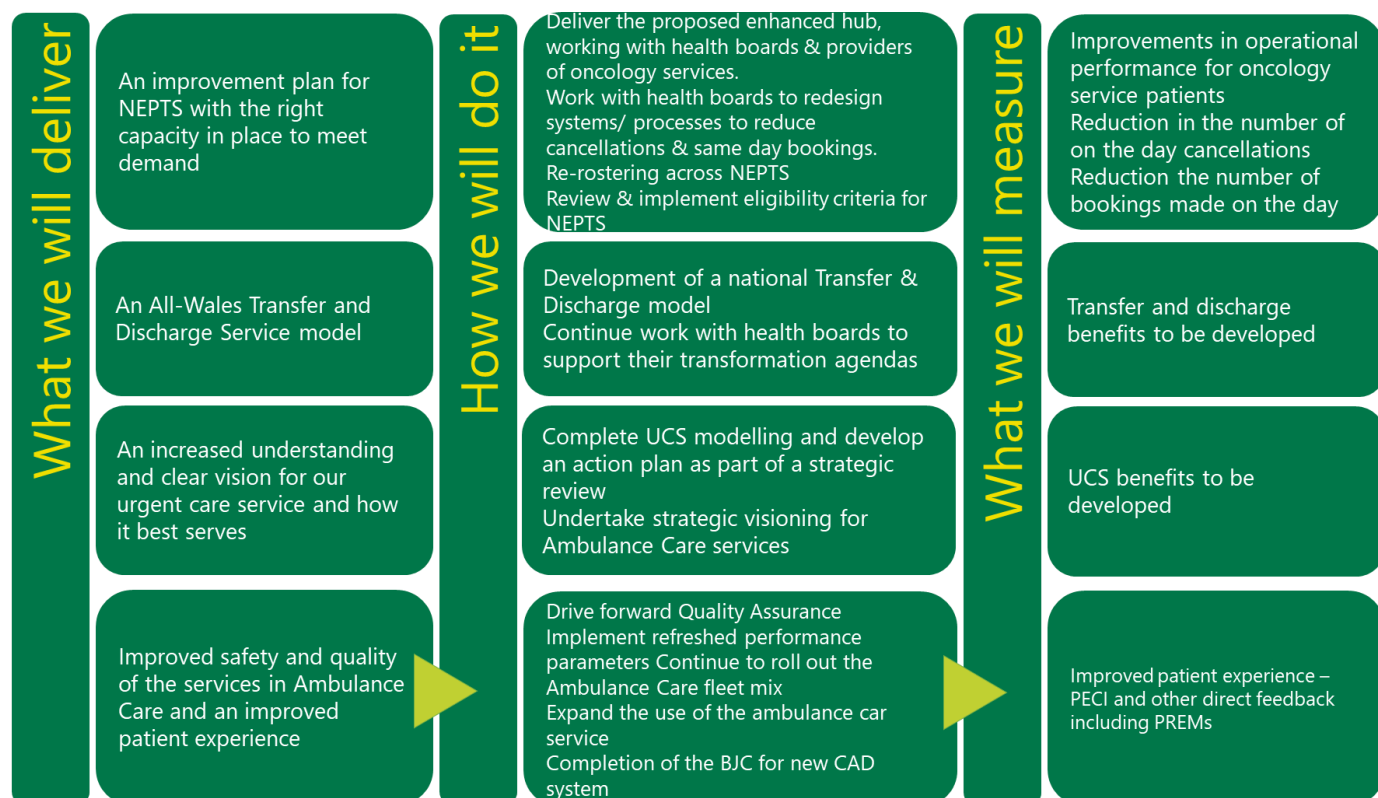 What we will deliver
An improvement plan for
NEPTS with the right
capacity in place to meet
demand
An All-Wales Transfer and
Discharge Service model
An increased understanding
and clear vision for our
urgent care service and how
it best serves
Improved safety and quality
of the services in Ambulance
Care and an improved
patient experience
How we will do it
Deliver the proposed enhanced hub,
working with health boards & providers
of oncology services.
Work with health boards to redesign
systems/ processes to reduce
cancellations & same day bookings.
Re-rostering across NEPTS
Review & implement eligibility criteria for
NEPTS
Development of a national Transfer &
Discharge model
Continue work with health boards to
support their transformation agendas
Complete UCS modelling and develop
an action plan as part of a strategic
review
Undertake strategic visioning for
Ambulance Care services
Drive forward Quality Assurance
Implement refreshed performance
parameters Continue to roll out the
Ambulance Care fleet mix
Expand the use of the ambulance car
service
Completion of the BJC for new CAD
system
What we will measure
Improvements in operational
performance for oncology
service patients
Reduction in the number of
on the day cancellations
Reduction the number of
bookings made on the day
Transfer and discharge
benefits to be developed
UCS benefits to be
developed
Improved patient experience –
PECI and other direct feedback
including PREMs